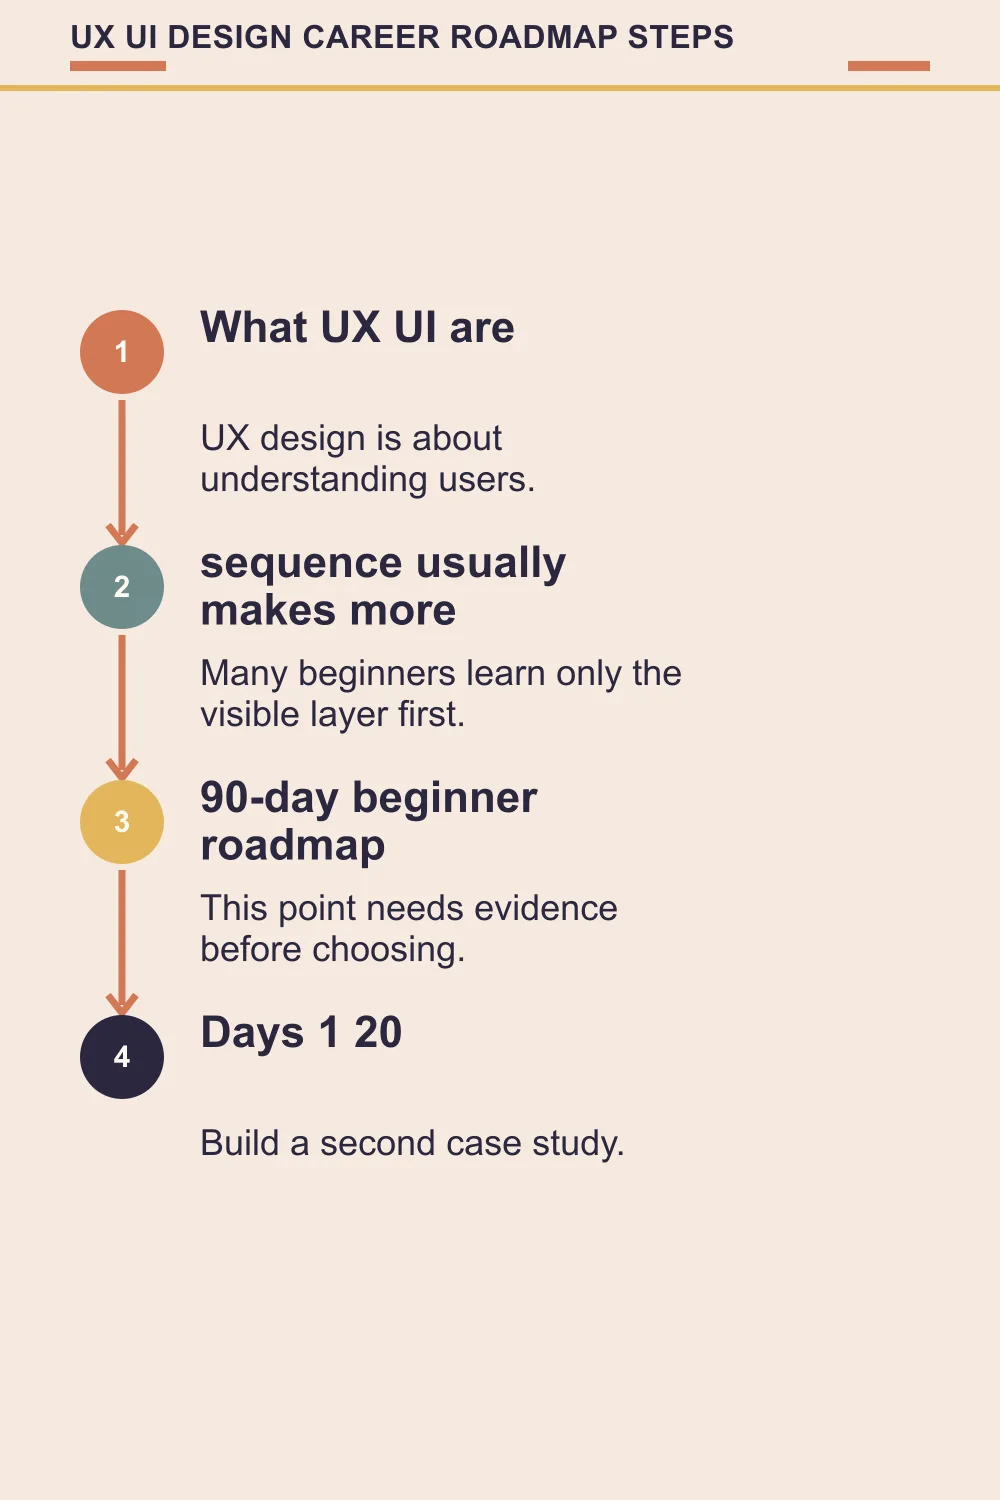 UX UI DESIGN CAREER ROADMAP STEPS
1
What UX UI are
UX design is about
understanding users.
2
sequence usually
makes more
Many beginners learn only the
visible layer first.
3
90-day beginner
roadmap
This point needs evidence
before choosing.
4
Days 1 20
Build a second case study.